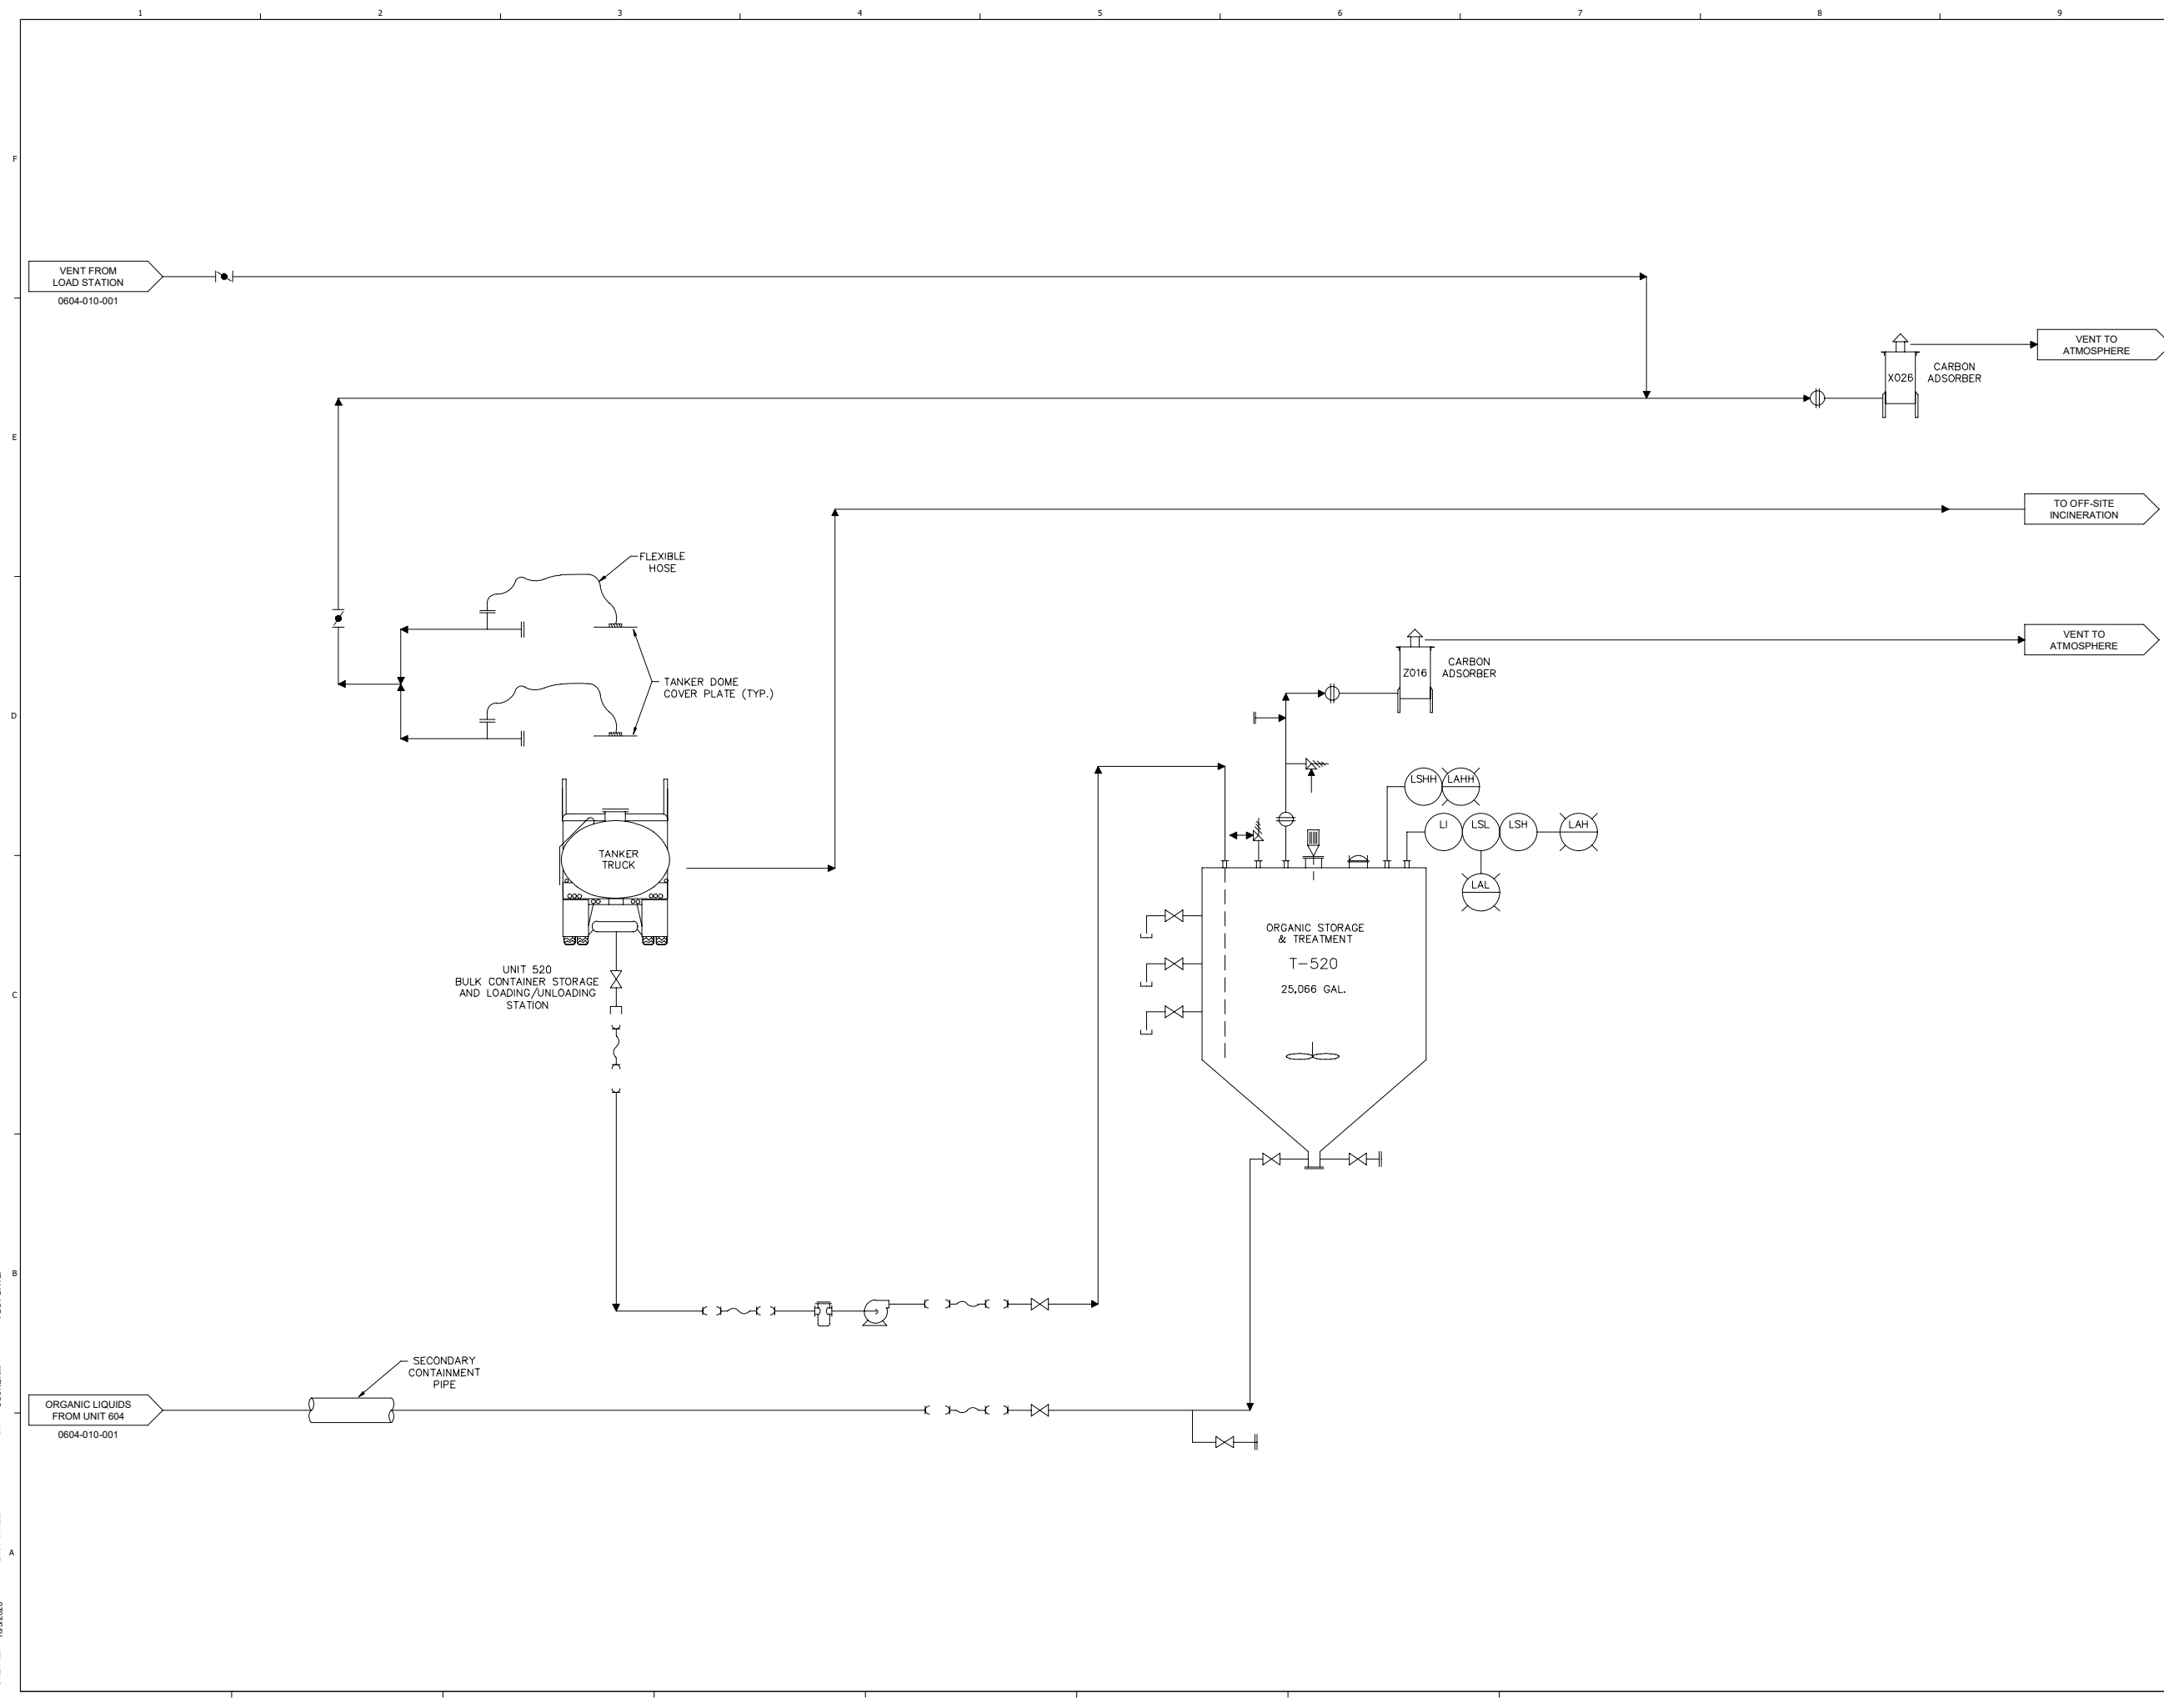 1 2 3 4 5 6 7 8 9
F
VENT FROM
LOAD STATION
0604-010-001
VENT TO
ATMOSPHERE
X026
CARBON
ADSORBER
E
TO OFF-SITE
INCINERATION
FLEXIBLE
HOSE
VENT TO
ATMOSPHERE
Z016
CARBON
ADSORBER
TANKER DOME
COVER PLATE (TYP.)
D
LSHH LAHH
LI LSL LSH LAH
TANKER
TRUCK
LAL
ORGANIC STORAGE
& TREATMENT
T-520
25,066 GAL.
UNIT 520
BULK CONTAINER STORAGE
AND LOADING/UNLOADING
STATION
C
B
SECONDARY
CONTAINMENT
PIPE
ORGANIC LIQUIDS
FROM UNIT 604
0604-010-001
A